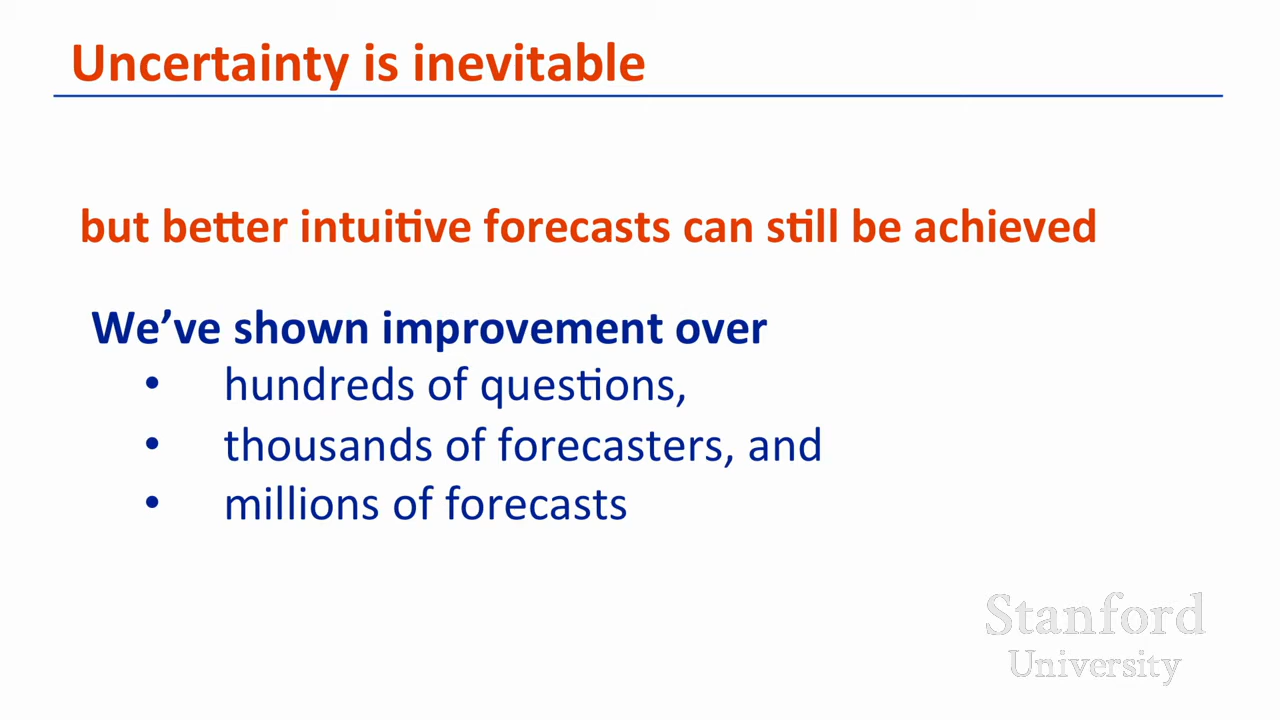 Uncertainty is inevitable
but better intuitive forecasts can still be achieved
We’ve shown improvement over
• hundreds of questions,
• thousands of forecasters, and
• millions of forecasts
Stanford
University